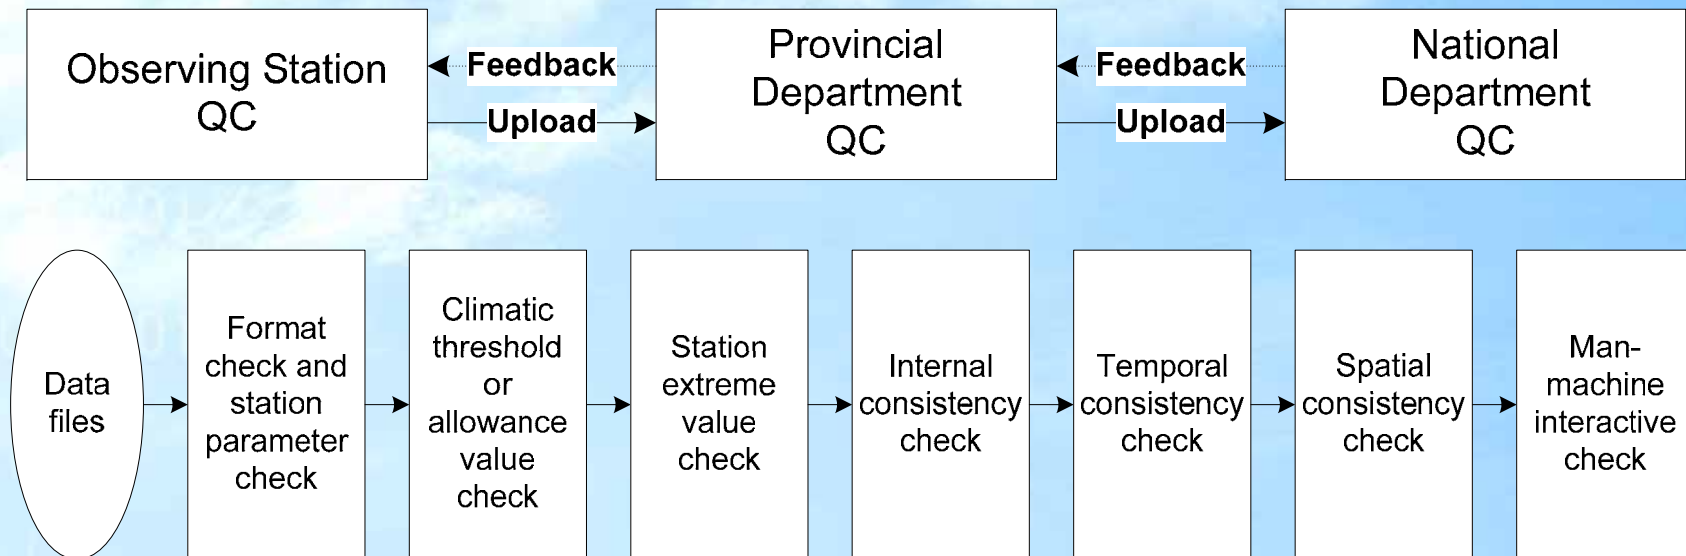 Observing Station
QC
Feedback
Upload
Provincial
Department
QC
Feedback
Upload
National
Department
QC
Data
files
Format
check and
station
parameter
check
Climatic
threshold
or
allowance
value
check
Station
extreme
value
check
Internal
consistency
check
Temporal
consistency
check
Spatial
consistency
check
Man-
machine
interactive
check